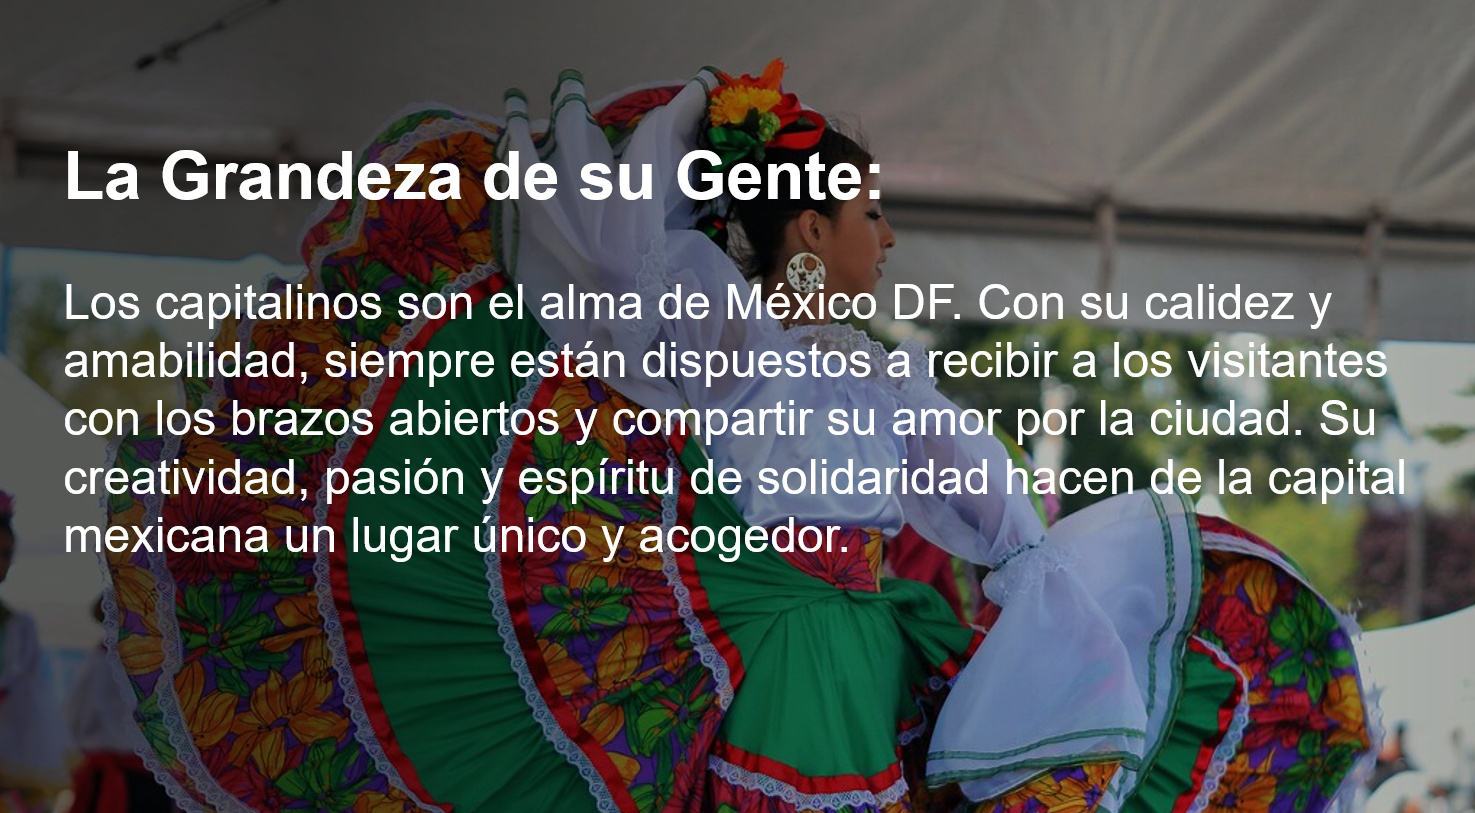 La Grandeza de su Gente:
Los capitalinos son el alma de México DF. Con su calidez y
amabilidad, siempre están dispuestos a recibir a los visitantes
con los brazos abiertos y compartir su amor por la ciudad. Su
creatividad, pasión y espíritu de solidaridad hacen de la capital
mexicana un lugar único y acogedor.